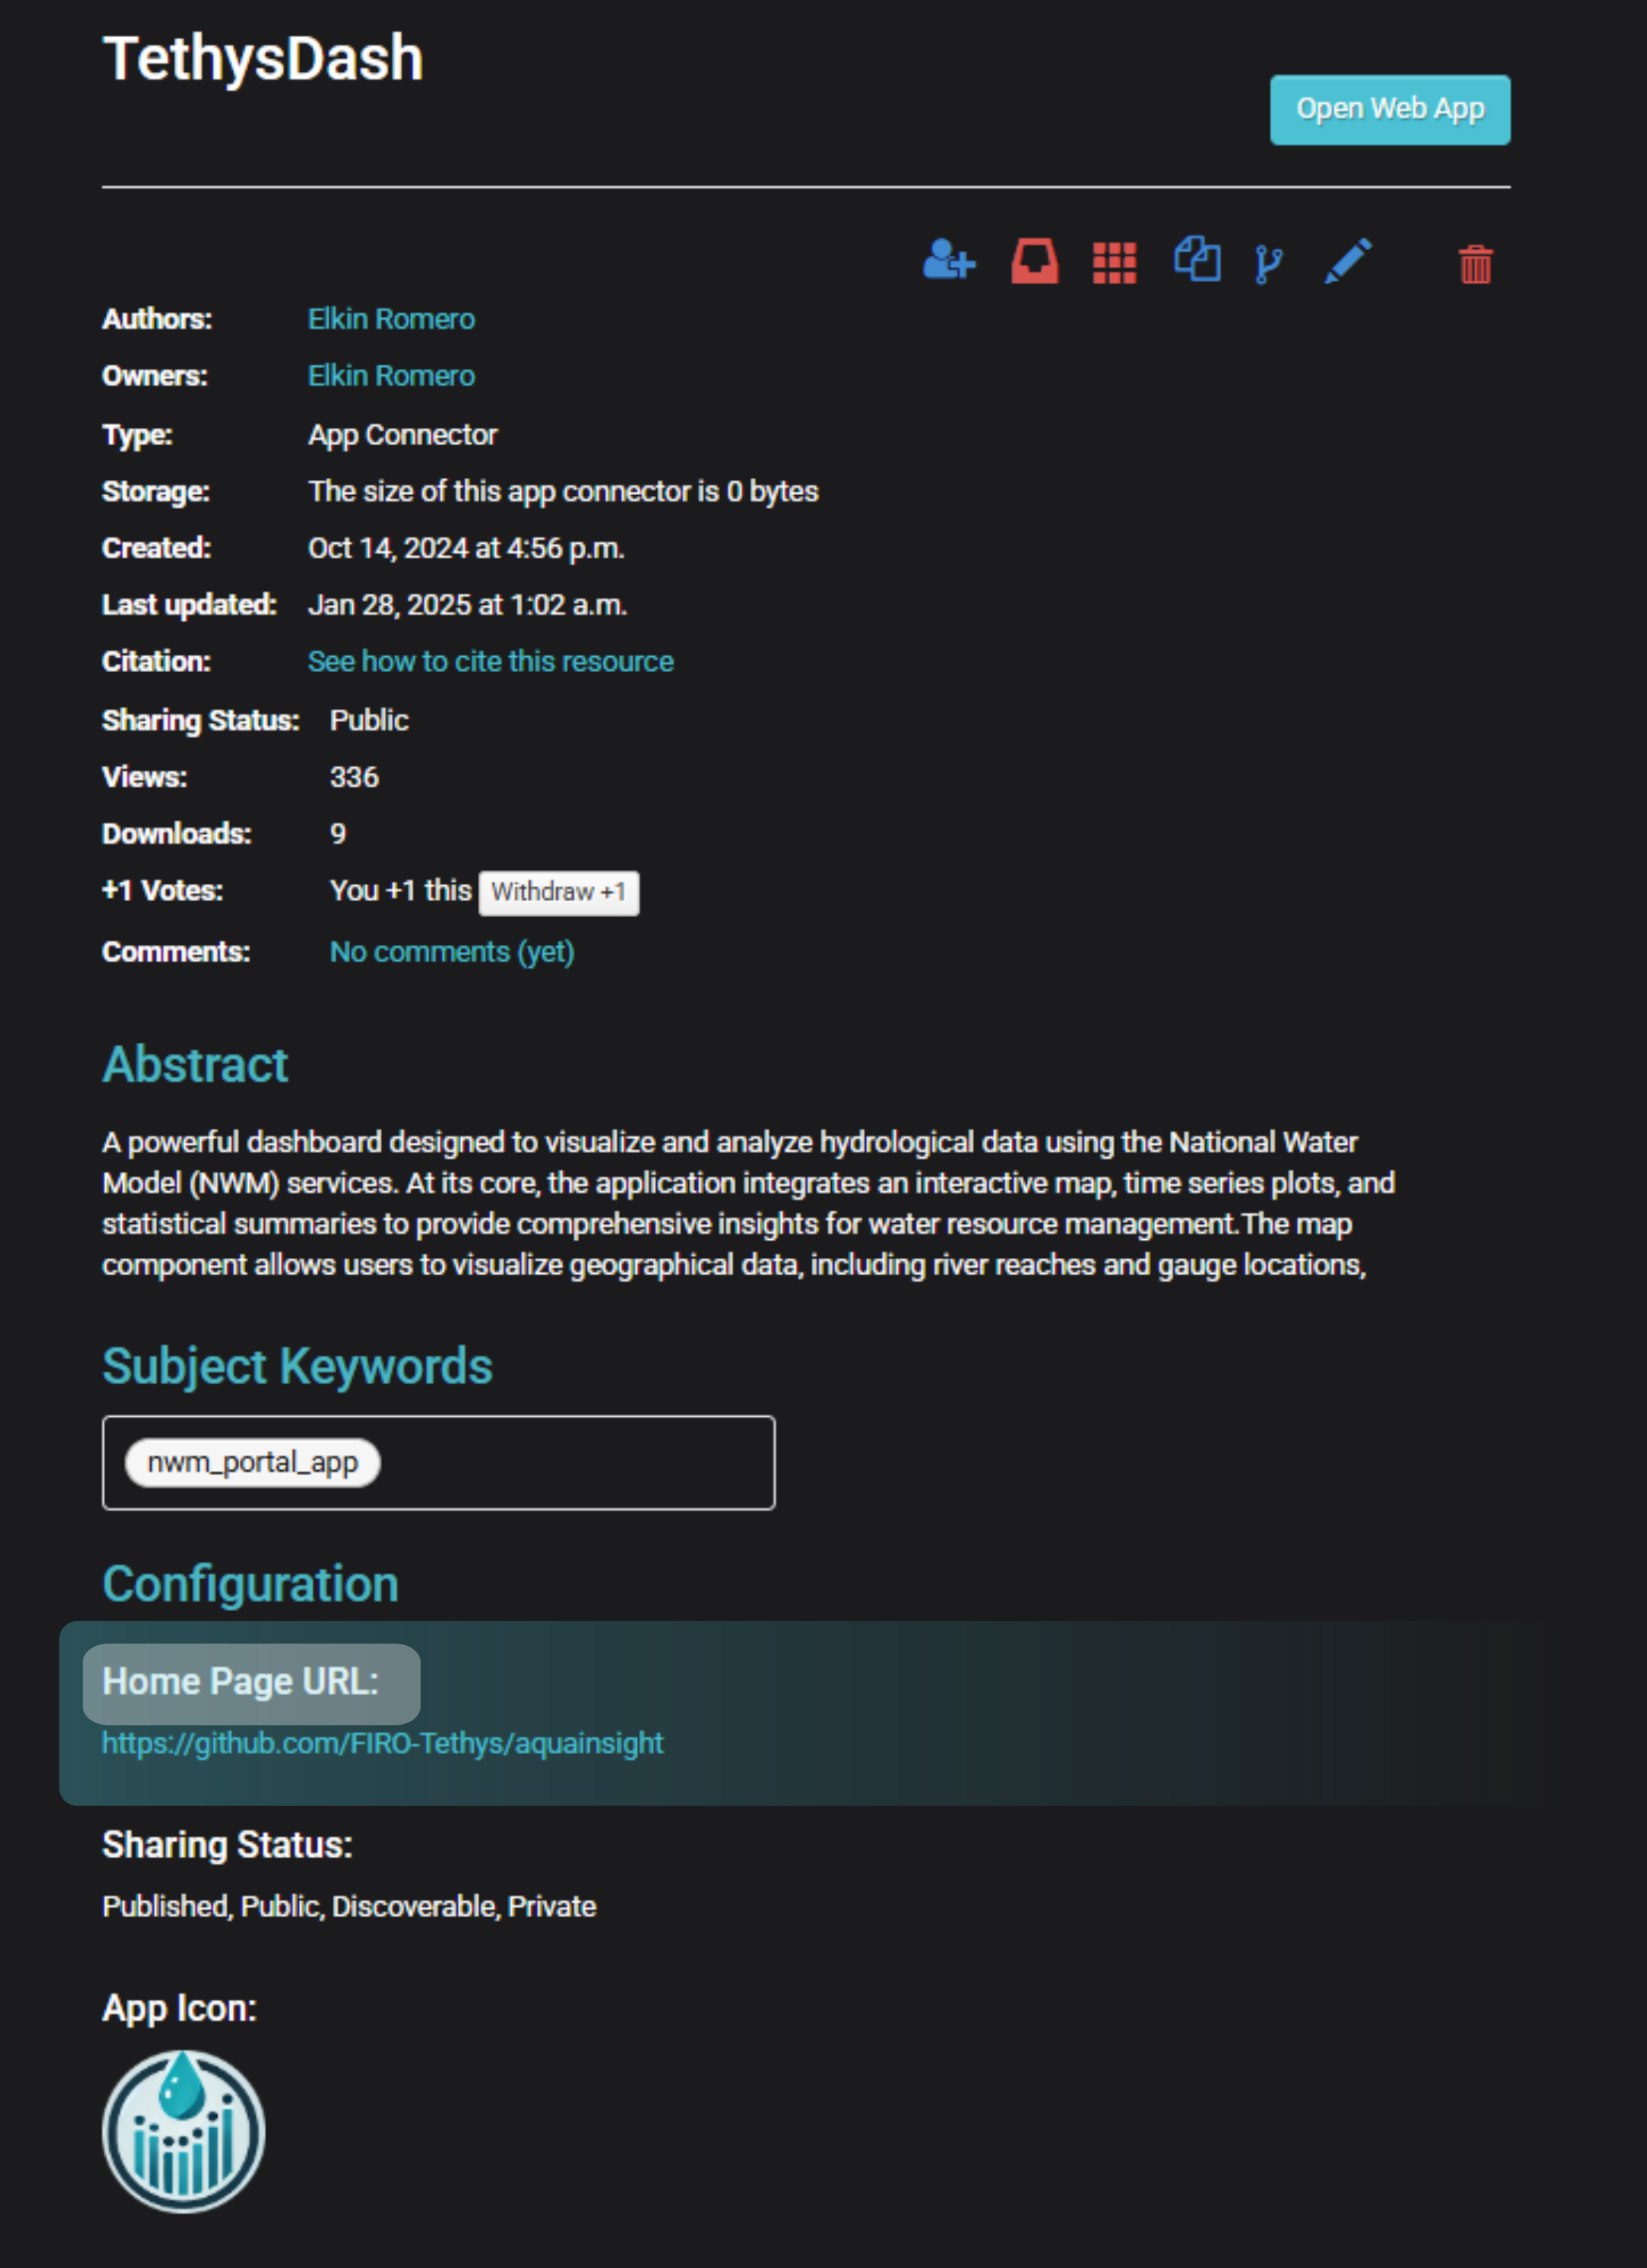 TethysDash
Open Web App
Authors: Elkin Romero
Owners: Elkin Romero
Type: App Connector
Storage: The size of this app connector is 0 bytes
Created: Oct 14, 2024 at 4:56 p.m.
Last updated: Jan 28, 2025 at 1:02 a.m.
Citation: See how to cite this resource
Sharing Status: Public
Views: 336
Downloads: 9
+1 Votes: You +1 this Withdraw +1
Comments: No comments (yet)
Abstract
A powerful dashboard designed to visualize and analyze hydrological data using the National Water
Model (NWM) services. At its core, the application integrates an interactive map, time series plots, and
statistical summaries to provide comprehensive insights for water resource management.The map
component allows users to visualize geographical data, including river reaches and gauge locations,
Subject Keywords
nwm_portal_app
Configuration
Home Page URL:
https://github.com/FIRO-Tethys/aquainsight
Sharing Status:
Published, Public, Discoverable, Private
App Icon: